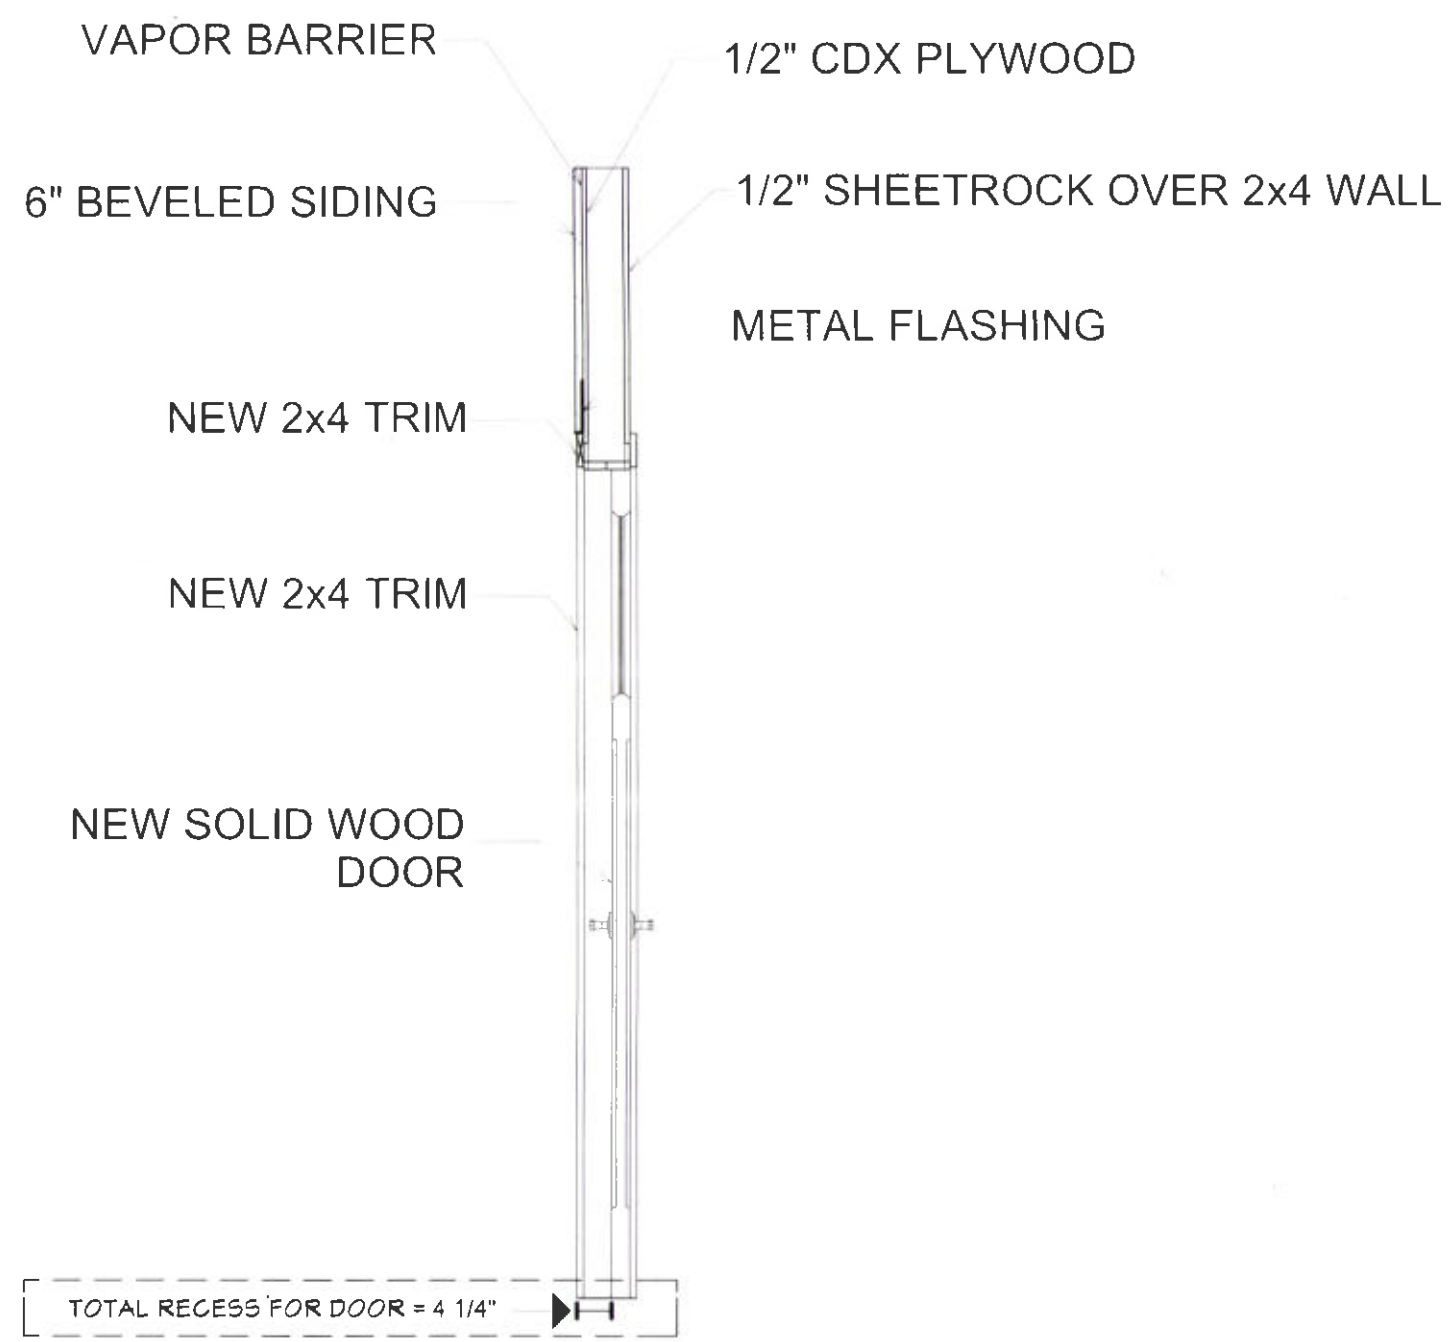 VAPOR BARRIER
1/2" CDX PLYWOOD
6" BEVELED SIDING
1/2" SHEETROCK OVER 2x4 WALL
METAL FLASHING
NEW 2x4 TRIM
NEW 2x4 TRIM
NEW SOLID WOOD
DOOR
TOTAL RECESS FOR DOOR = 4 1/4"